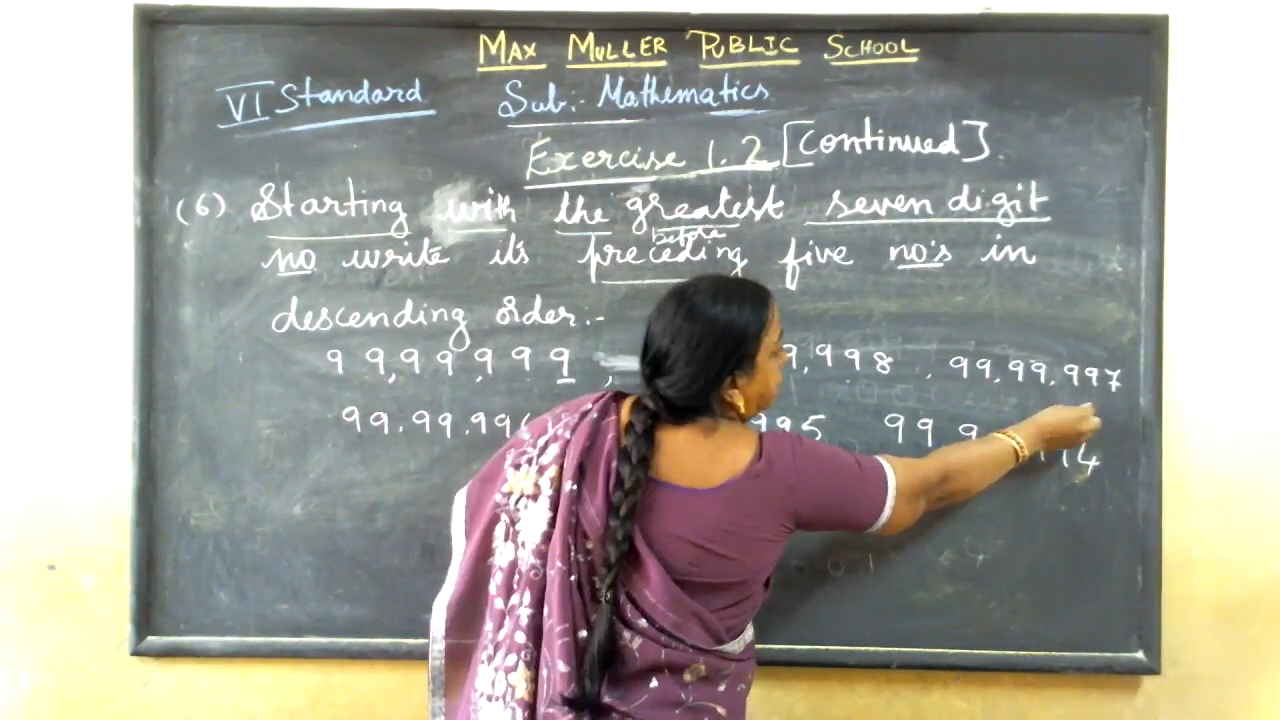 MAX MULLER PUBLIC SCHOOL
VI Standard Sub:- Mathematics
Exercise 1.2 [Continued]
(6) Starting with the greatest seven digit
before
no write its preceding five no's in
descending order:-
99,99,999, 9,998, 99,99,997
99,99,996, 995 99 9 4